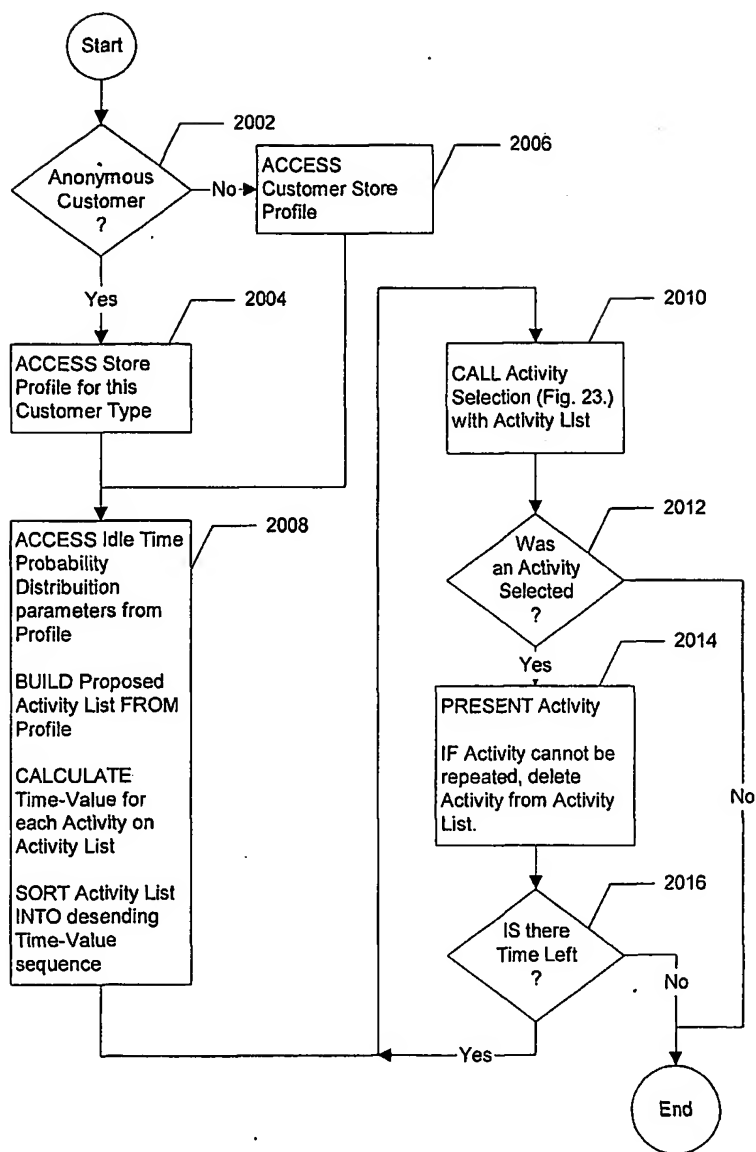 Start
2002
Anonymous
Customer
?
No
2006
ACCESS
Customer Store
Profile
Yes
2004
ACCESS Store
Profile for this
Customer Type
2008
ACCESS Idle Time
Probability
Distribuition
parameters from
Profile
BUILD Proposed
Activity List FROM
Profile
CALCULATE
Time-Value for
each Activity on
Activity List
SORT Activity List
INTO desending
Time-Value
sequence
2010
CALL Activity
Selection (Fig. 23.)
with Activity List
2012
Was
an Activity
Selected
?
Yes
No
2014
PRESENT Activity
IF Activity cannot be
repeated, delete
Activity from Activity
List.
2016
IS there
Time Left
?
No
Yes
End